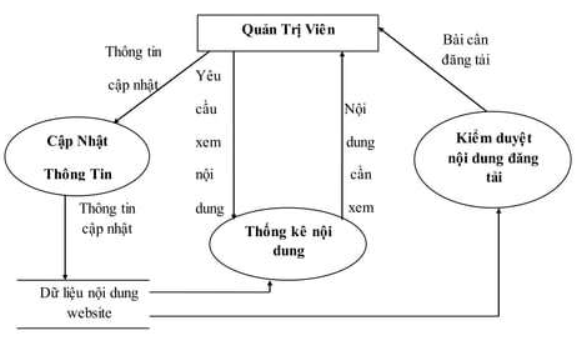 Quản Trị Viên
Thông tin
cập nhật
Yêu
cầu
xem
nội
dung
Nội
dung
cần
xem
Bài cần
đăng tải
Cập Nhật
Thông Tin
Kiểm duyệt
nội dung đăng
tải
Thông tin
cập nhật
Thống kê nội
dung
Dữ liệu nội dung
website